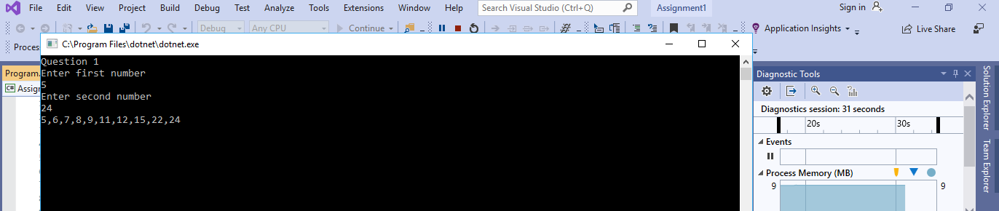 File Edit View Project Build Debug Test Analyze Tools Extensions Window Help Search Visual Studio (Ctrl+Q) Assignment1 Sign in
Debug Any CPU Continue Application Insights Live Share
Proces
C:\Program Files\dotnet\dotnet.exe
Program.
C# Assign
Question 1
Enter first number
5
Enter second number
24
5,6,7,8,9,11,12,15,22,24
Diagnostic Tools
Diagnostics session: 31 seconds
20s 30s
Events
Process Memory (MB)
9 9
Solution Explorer
Team Explorer